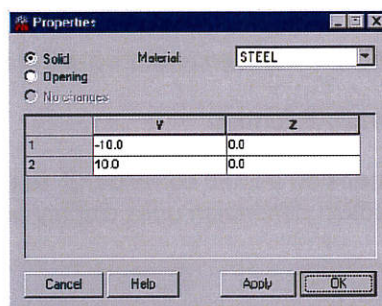 Properties
Solid Material: STEEL
Opening
No changes
Y Z
1 -10.0 0.0
2 10.0 0.0
Cancel Help Apply OK